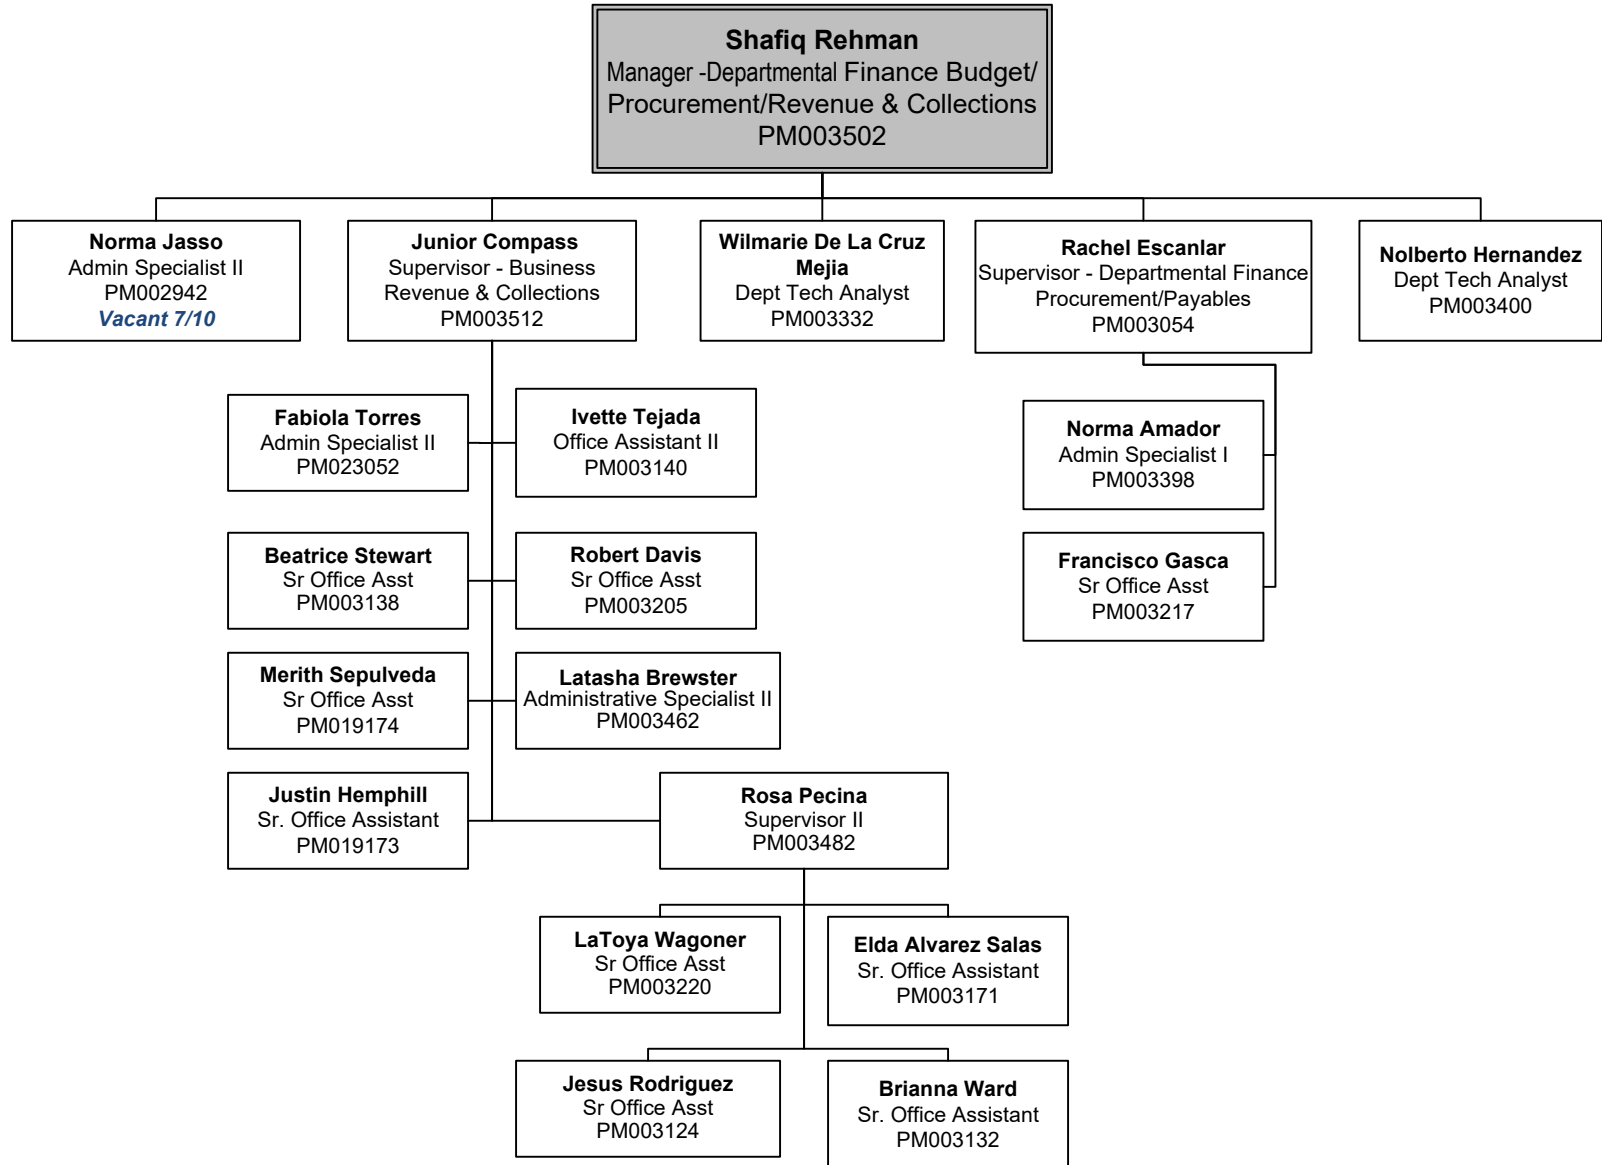 Shafiq Rehman
Manager -Departmental Finance Budget/
Procurement/Revenue & Collections
PM003502
Norma Jasso
Admin Specialist II
PM002942
Vacant 7/10
Junior Compass
Supervisor - Business
Revenue & Collections
PM003512
Wilmarie De La Cruz
Mejia
Dept Tech Analyst
PM003332
Rachel Escanlar
Supervisor - Departmental Finance
Procurement/Payables
PM003054
Nolberto Hernandez
Dept Tech Analyst
PM003400
Fabiola Torres
Admin Specialist II
PM023052
Ivette Tejada
Office Assistant II
PM003140
Norma Amador
Admin Specialist I
PM003398
Beatrice Stewart
Sr Office Asst
PM003138
Robert Davis
Sr Office Asst
PM003205
Francisco Gasca
Sr Office Asst
PM003217
Merith Sepulveda
Sr Office Asst
PM019174
Latasha Brewster
Administrative Specialist II
PM003462
Justin Hemphill
Sr. Office Assistant
PM019173
Rosa Pecina
Supervisor II
PM003482
LaToya Wagoner
Sr Office Asst
PM003220
Elda Alvarez Salas
Sr. Office Assistant
PM003171
Jesus Rodriguez
Sr Office Asst
PM003124
Brianna Ward
Sr. Office Assistant
PM003132